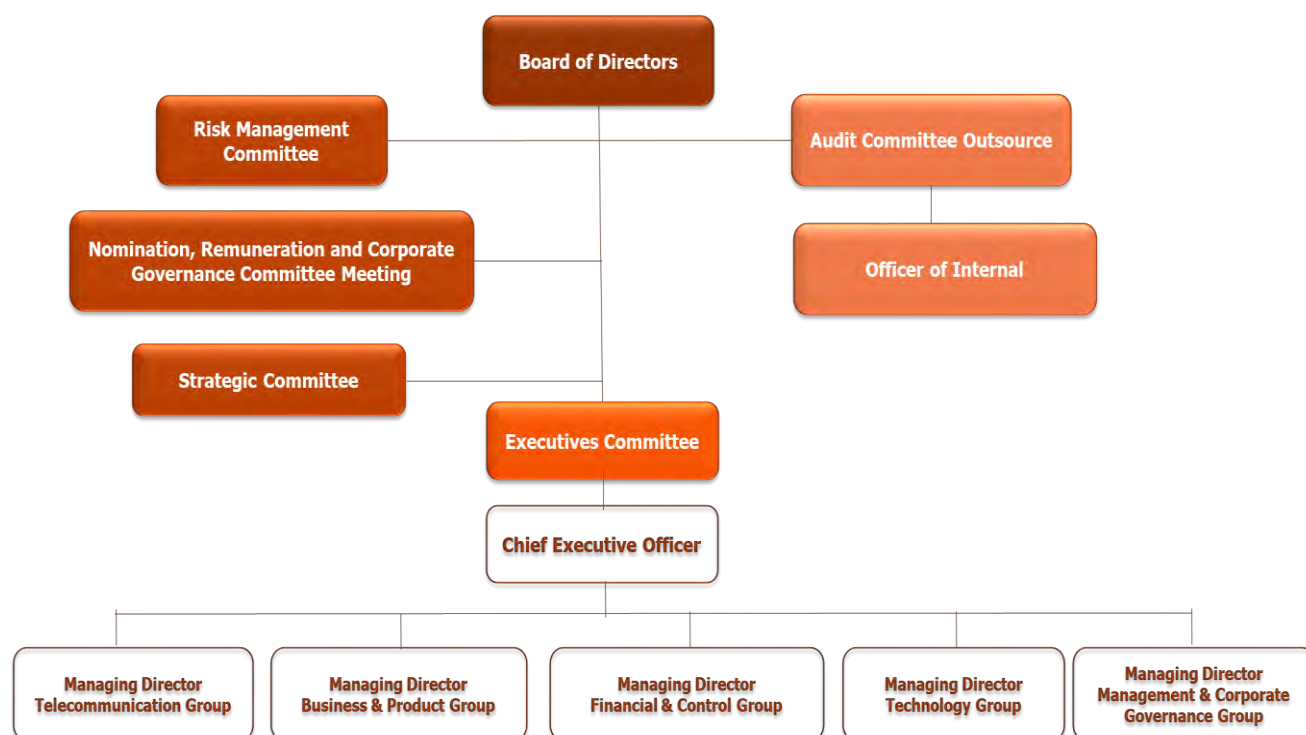 Board of Directors
Risk Management
Committee
Audit Committee Outsource
Nomination, Remuneration and Corporate
Governance Committee Meeting
Officer of Internal
Strategic Committee
Executives Committee
Chief Executive Officer
Managing Director
Telecommunication Group
Managing Director
Business & Product Group
Managing Director
Financial & Control Group
Managing Director
Technology Group
Managing Director
Management & Corporate
Governance Group